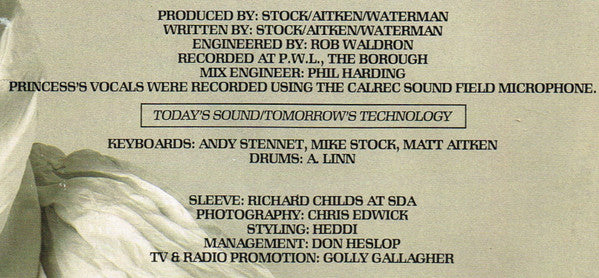 PRODUCED BY: STOCK/AITKEN/WATERMAN
WRITTEN BY: STOCK/AITKEN/WATERMAN
ENGINEERED BY: ROB WALDRON
RECORDED AT P.W.L., THE BOROUGH
MIX ENGINEER: PHIL HARDING
PRINCESS'S VOCALS WERE RECORDED USING THE CALREC SOUND FIELD MICROPHONE.
TODAY'S SOUND/TOMORROW'S TECHNOLOGY
KEYBOARDS: ANDY STENNET, MIKE STOCK, MATT AITKEN
DRUMS: A. LINN
SLEEVE: RICHARD CHILDS AT SDA
PHOTOGRAPHY: CHRIS EDWICK
STYLING: HEDDI
MANAGEMENT: DON HESLOP
TV & RADIO PROMOTION: GOLLY GALLAGHER